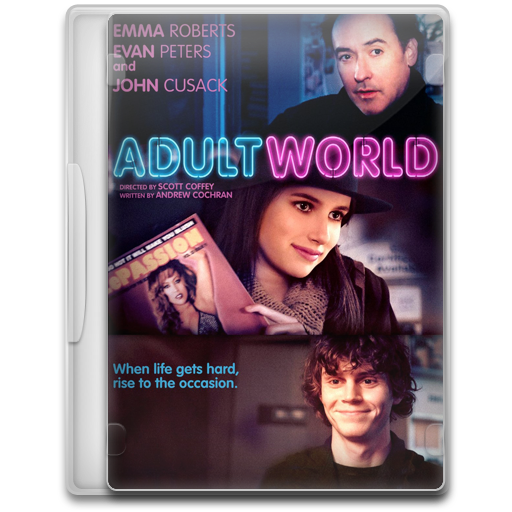 EMMA ROBERTS
EVAN PETERS
and
JOHN CUSACK
ADULT WORLD
DIRECTED BY SCOTT COFFEY
WRITTEN BY ANDREW COCHRAN
PASSION
When life gets hard,
rise to the occasion.